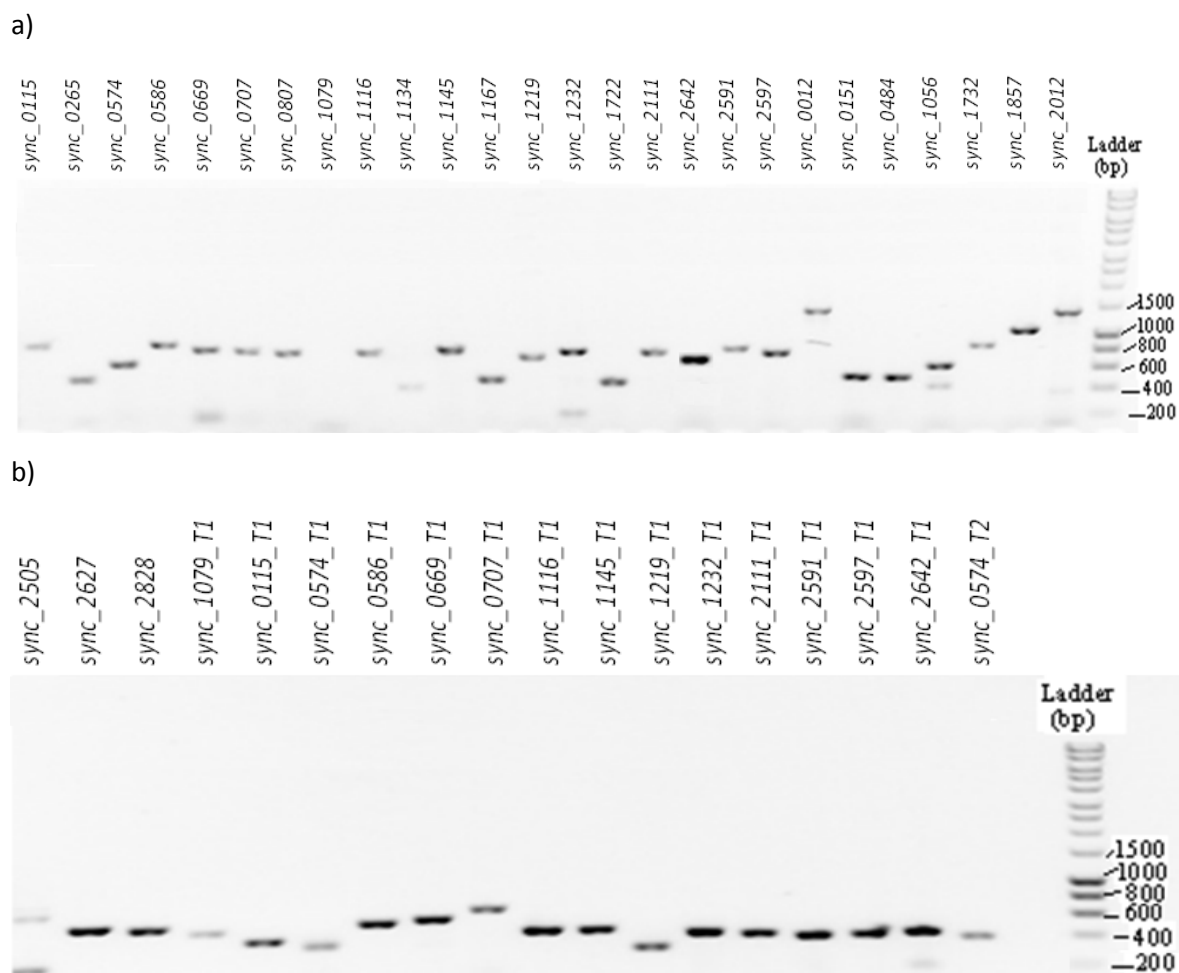 a)
sync_0115
sync_0265
sync_0574
sync_0586
sync_0669
sync_0707
sync_0807
sync_1079
sync_1116
sync_1134
sync_1145
sync_1167
sync_1219
sync_1232
sync_1722
sync_2111
sync_2642
sync_2591
sync_2597
sync_0012
sync_0151
sync_0484
sync_1056
sync_1732
sync_1857
sync_2012
Ladder
(bp)
1500
1000
800
600
400
200
b)
sync_2505
sync_2627
sync_2828
sync_1079_T1
sync_0115_T1
sync_0574_T1
sync_0586_T1
sync_0669_T1
sync_0707_T1
sync_1116_T1
sync_1145_T1
sync_1219_T1
sync_1232_T1
sync_2111_T1
sync_2591_T1
sync_2597_T1
sync_2642_T1
sync_0574_T2
Ladder
(bp)
1500
1000
800
600
400
200